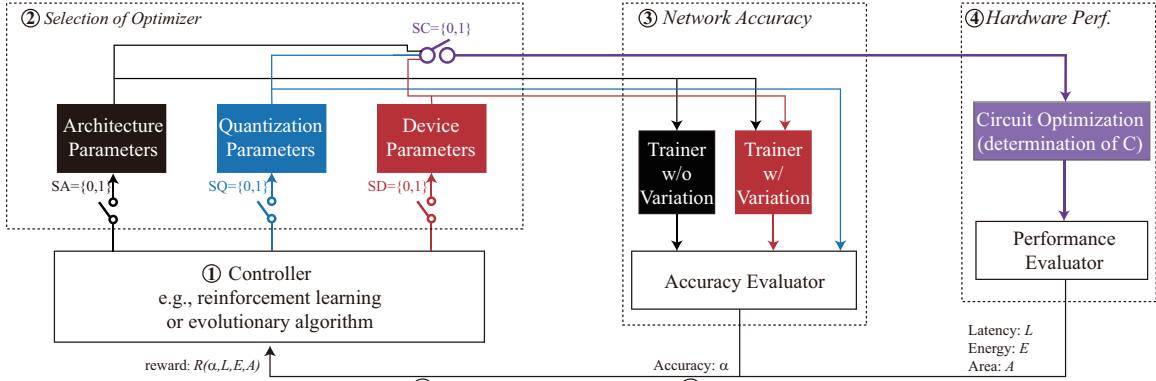 ② Selection of Optimizer
SC={0,1}
③ Network Accuracy
④ Hardware Perf.
Architecture
Parameters
Quantization
Parameters
Device
Parameters
SA={0,1}
SQ={0,1}
SD={0,1}
Trainer
w/o
Variation
Trainer
w/
Variation
Circuit Optimization
(determination of C)
Performance
Evaluator
① Controller
e.g., reinforcement learning
or evolutionary algorithm
Accuracy Evaluator
reward: R(α,L,E,A)
Accuracy: α
Latency: L
Energy: E
Area: A